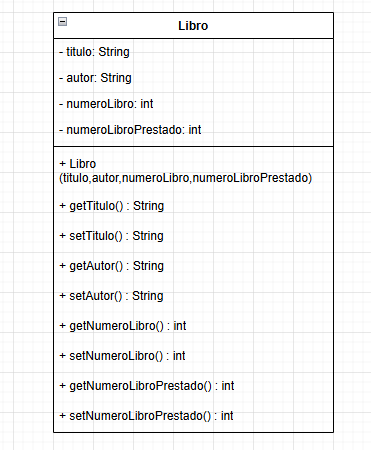 Libro
- titulo: String
- autor: String
- numeroLibro: int
- numeroLibroPrestado: int
+ Libro
(titulo,autor,numeroLibro,numeroLibroPrestado)
+ getTitulo() : String
+ setTitulo() : String
+ getAutor() : String
+ setAutor() : String
+ getNumeroLibro() : int
+ setNumeroLibro() : int
+ getNumeroLibroPrestado() : int
+ setNumeroLibroPrestado() : int